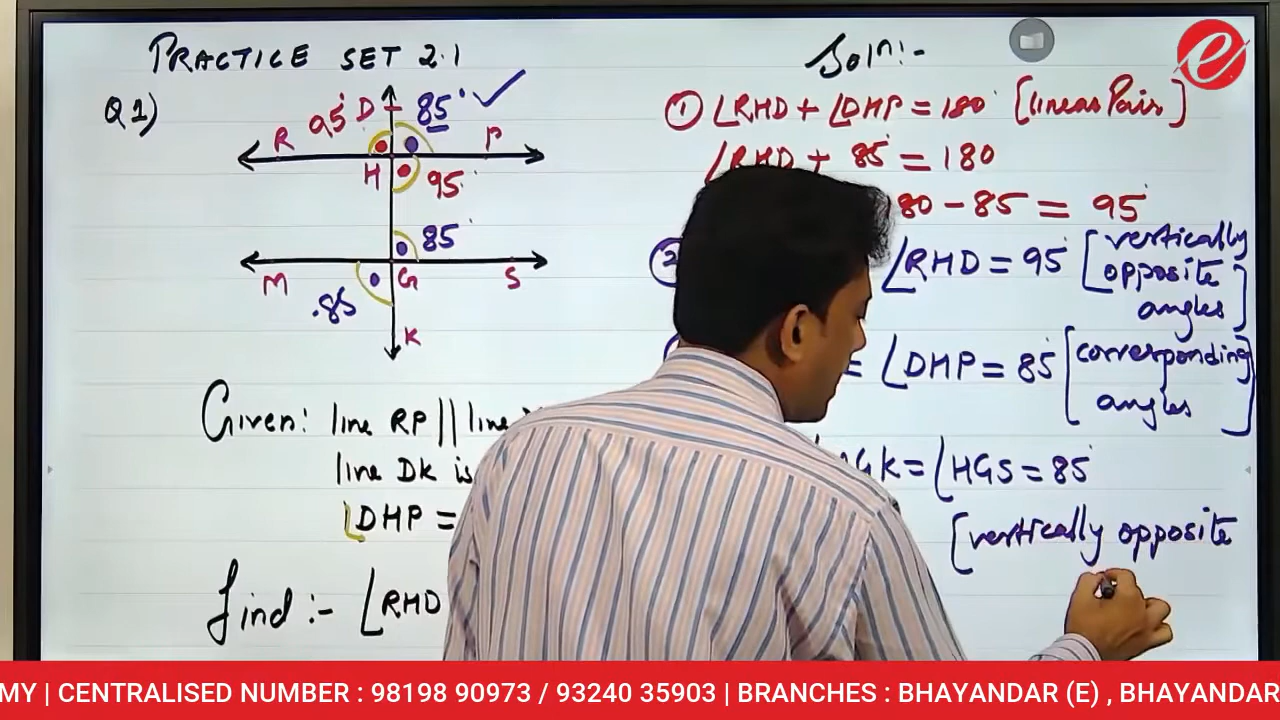 PRACTICE SET 2.1
Q1)
95° D 85°
R P
H 95°
85°
M G S
.85
K
Given: line RP || line
line DK is
∠DHP =
find :- ∠RHD
Soln:-
① ∠RHD + ∠DHP = 180° [linear Pair]
∠RHD + 85° = 180
80 - 85 = 95°
② ∠RHD = 95° [vertically
opposite
angles]
= ∠DHP = 85° [corresponding
angles]
GK = ∠HGS = 85°
[vertically opposite
e
MY | CENTRALISED NUMBER : 98198 90973 / 93240 35903 | BRANCHES : BHAYANDAR (E) , BHAYANDAR